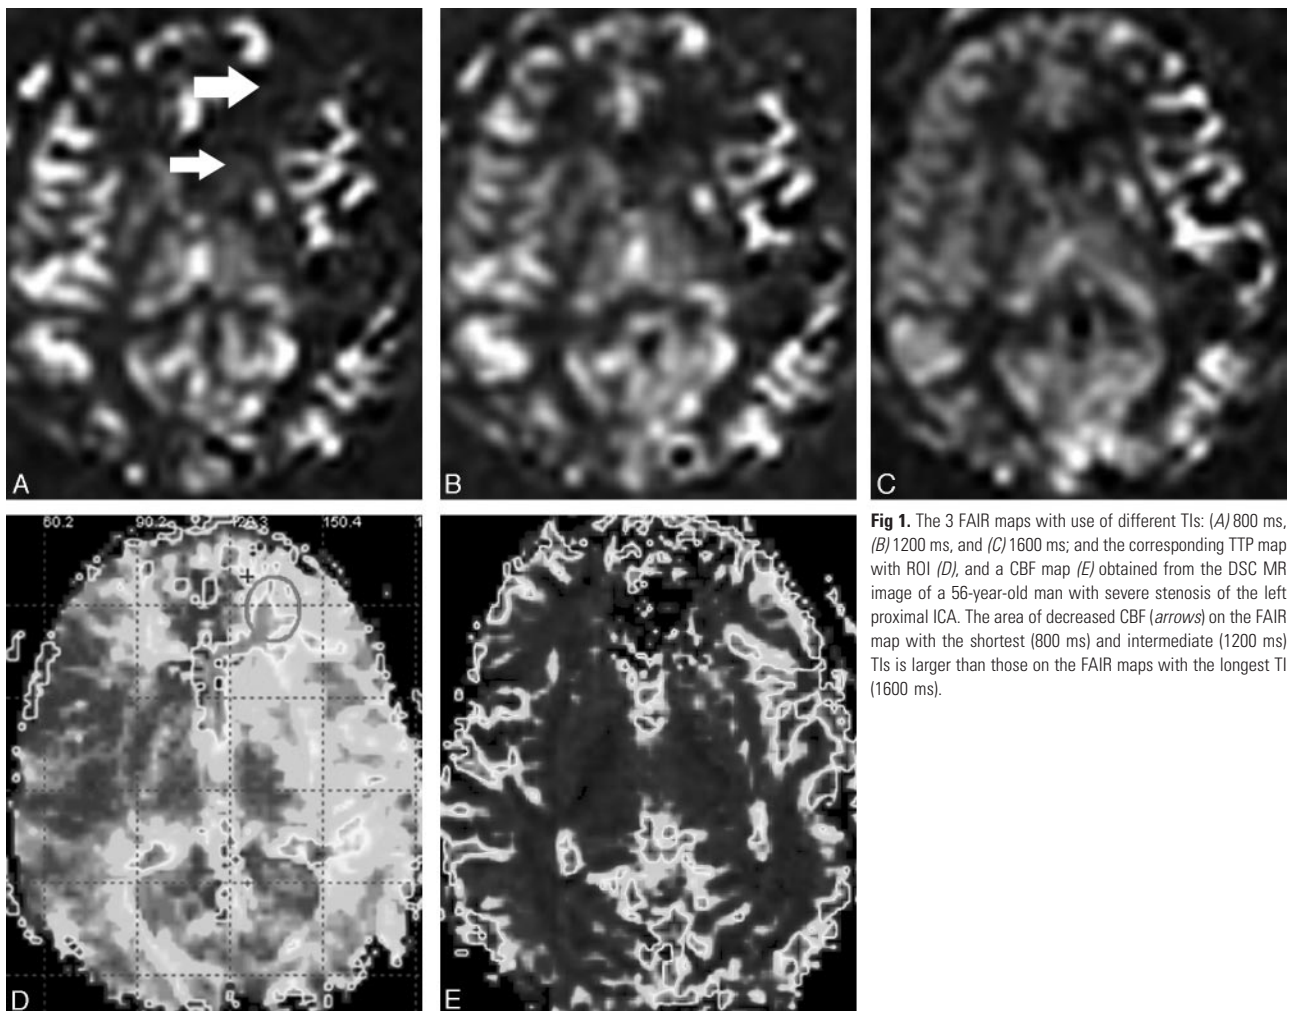 A
B
C
60.2 90.2 150.4
D
E
Fig 1. The 3 FAIR maps with use of different TIs: (A) 800 ms,
(B) 1200 ms, and (C) 1600 ms; and the corresponding TTP map
with ROI (D), and a CBF map (E) obtained from the DSC MR
image of a 56-year-old man with severe stenosis of the left
proximal ICA. The area of decreased CBF (arrows) on the FAIR
map with the shortest (800 ms) and intermediate (1200 ms)
TIs is larger than those on the FAIR maps with the longest TI
(1600 ms).